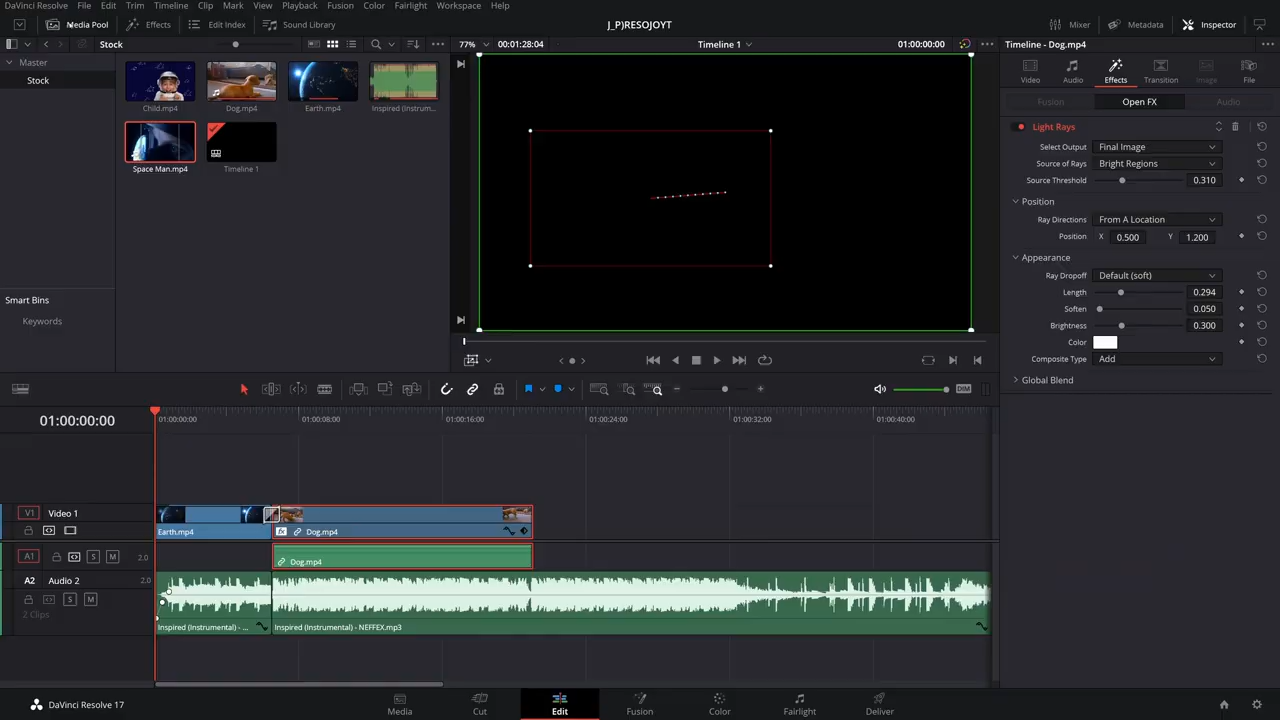 DaVinci Resolve File Edit Trim Timeline Clip Mark View Playback Fusion Color Fairlight Workspace Help
Media Pool Effects Edit Index Sound Library J_P)RESOJOYT Mixer Metadata Inspector
Stock 77% 00:01:28:04 Timeline 1 01:00:00:00 Timeline - Dog.mp4
Master
Stock
Child.mp4 Dog.mp4 Earth.mp4 Inspired (Instrum...
Space Man.mp4 Timeline 1
Smart Bins
Keywords
Video Audio Effects Transition Image File
Fusion Open FX Audio
Light Rays
Select Output Final Image
Source of Rays Bright Regions
Source Threshold 0.310
Position
Ray Directions From A Location
Position X 0.500 Y 1.200
Appearance
Ray Dropoff Default (soft)
Length 0.294
Soften 0.050
Brightness 0.300
Color
Composite Type Add
Global Blend
DIM
01:00:00:00 01:00:00:00 01:00:08:00 01:00:16:00 01:00:24:00 01:00:32:00 01:00:40:00
V1 Video 1
Earth.mp4 fx Dog.mp4
A1 S M 2.0 Dog.mp4
A2 Audio 2 2.0
S M
2 Clips
Inspired (Instrumental) - ... Inspired (Instrumental) - NEFFEX.mp3
DaVinci Resolve 17 Media Cut Edit Fusion Color Fairlight Deliver